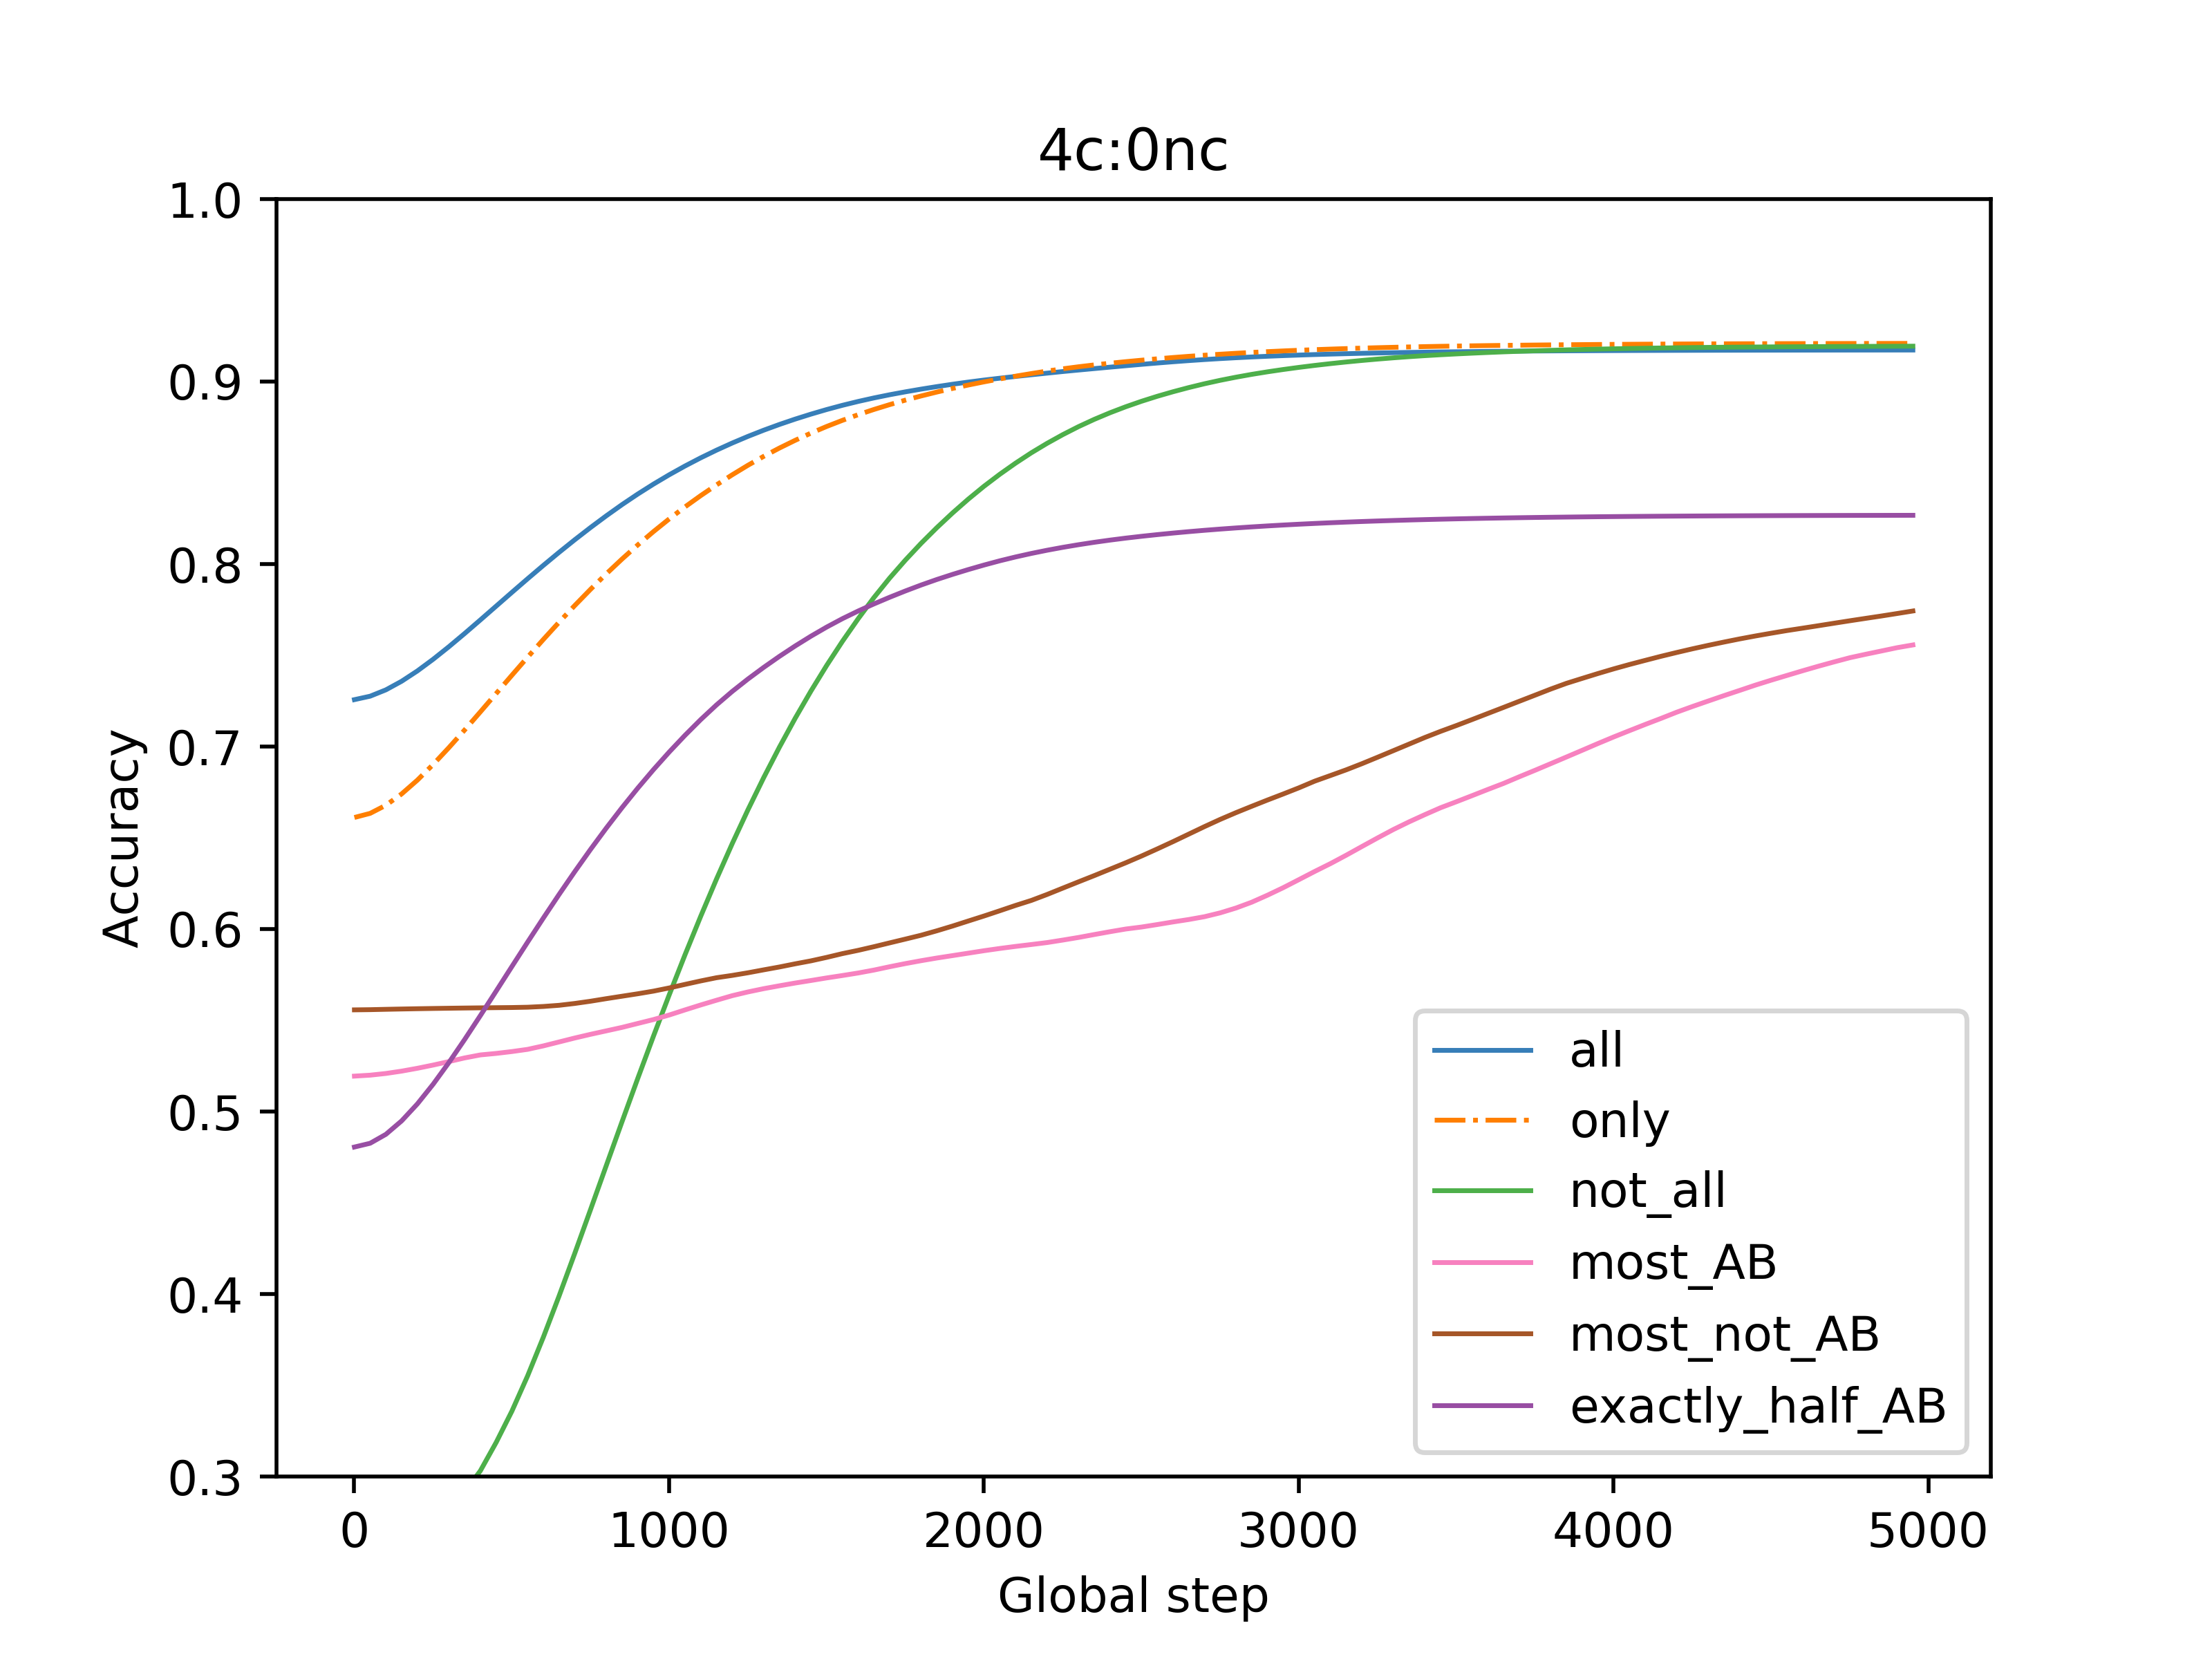 4c:0nc
1.0
0.9
0.8
0.7
0.6
0.5
0.4
0.3
Accuracy
0 1000 2000 3000 4000 5000
Global step
all
only
not_all
most_AB
most_not_AB
exactly_half_AB